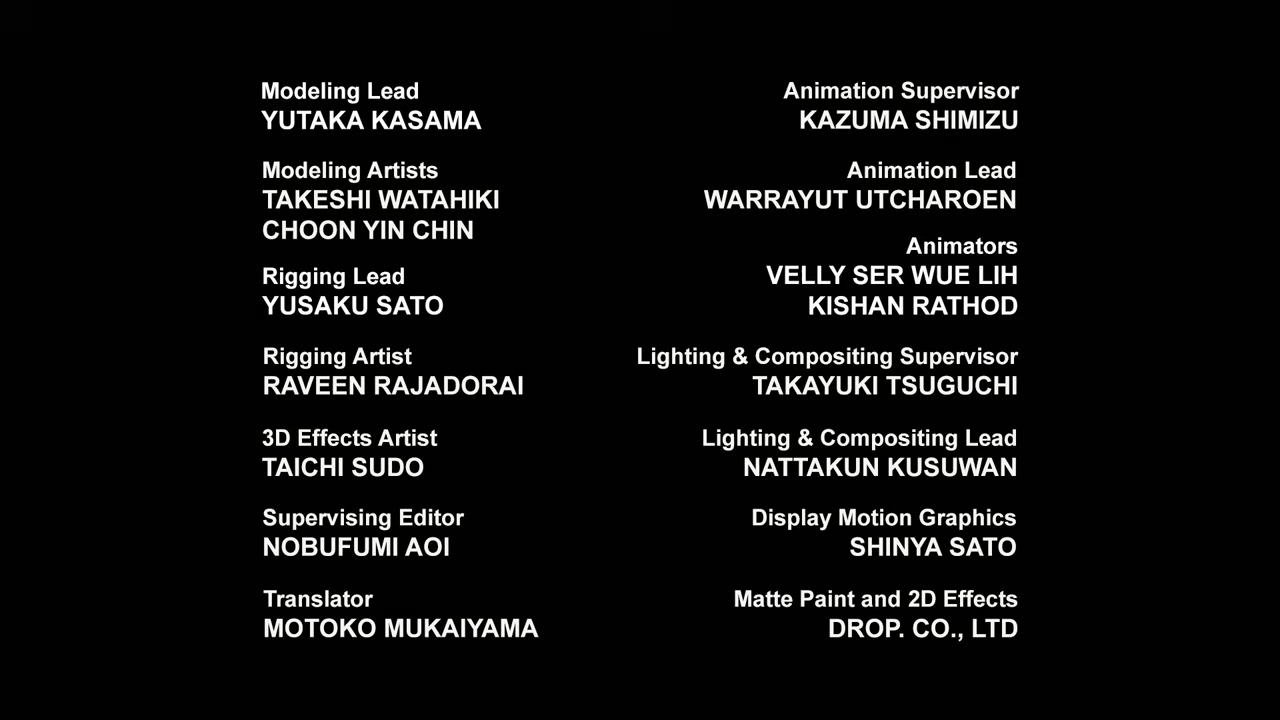 Modeling Lead
YUTAKA KASAMA
Modeling Artists
TAKESHI WATAHIKI
CHOON YIN CHIN
Rigging Lead
YUSAKU SATO
Rigging Artist
RAVEEN RAJADORAI
3D Effects Artist
TAICHI SUDO
Supervising Editor
NOBUFUMI AOI
Translator
MOTOKO MUKAIYAMA
Animation Supervisor
KAZUMA SHIMIZU
Animation Lead
WARRAYUT UTCHAROEN
Animators
VELLY SER WUE LIH
KISHAN RATHOD
Lighting & Compositing Supervisor
TAKAYUKI TSUGUCHI
Lighting & Compositing Lead
NATTAKUN KUSUWAN
Display Motion Graphics
SHINYA SATO
Matte Paint and 2D Effects
DROP. CO., LTD